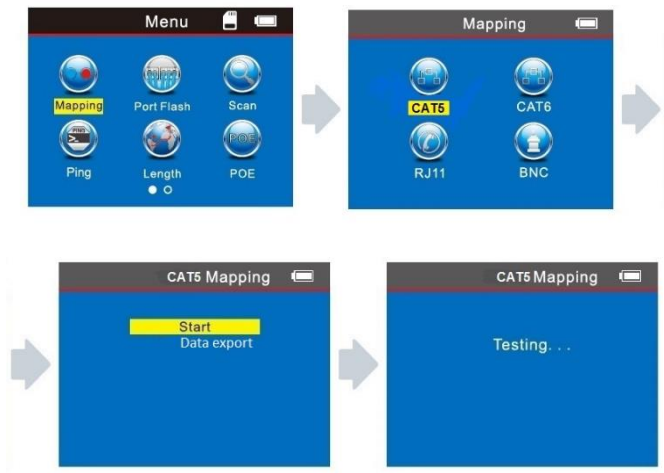 Menu
Mapping Port Flash Scan
PING
Ping Length POE
POE
Mapping
CAT5 CAT6
RJ11 BNC
CAT5 Mapping
Start
Data export
CAT5 Mapping
Testing...